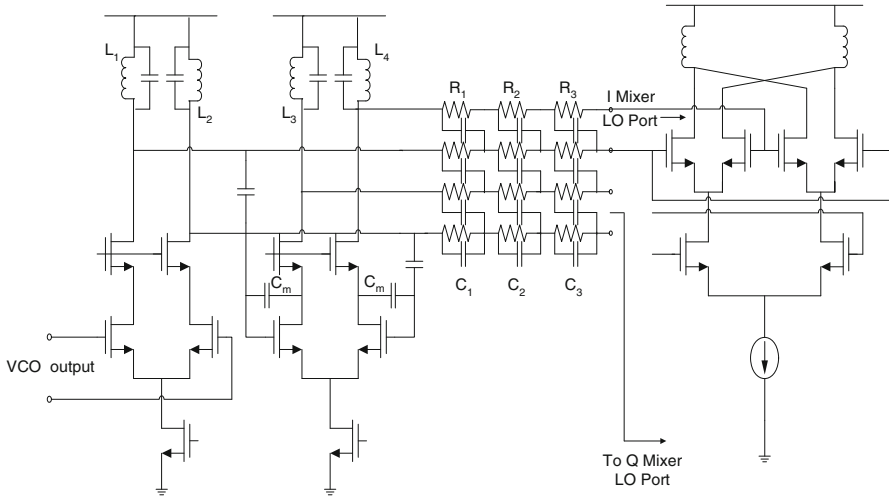 L1
L2
L3
L4
R1
R2
R3
I Mixer
LO Port
Cm
Cm
C1
C2
C3
VCO output
To Q Mixer
LO Port